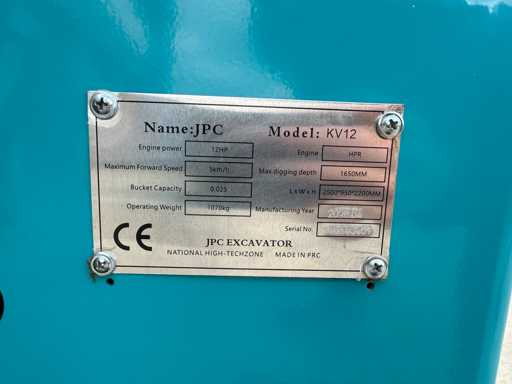 Name:JPC Model: KV12
Engine power 12HP Engine HPR
Maximum Forward Speed 5km/h Max digging depth 1650MM
Bucket Capacity 0.025 L x W x H 2500*930*2200MM
Operating Weight 1070kg Manufacturing Year
Serial No.
CE
JPC EXCAVATOR
NATIONAL HIGH-TECHZONE MADE IN PRC